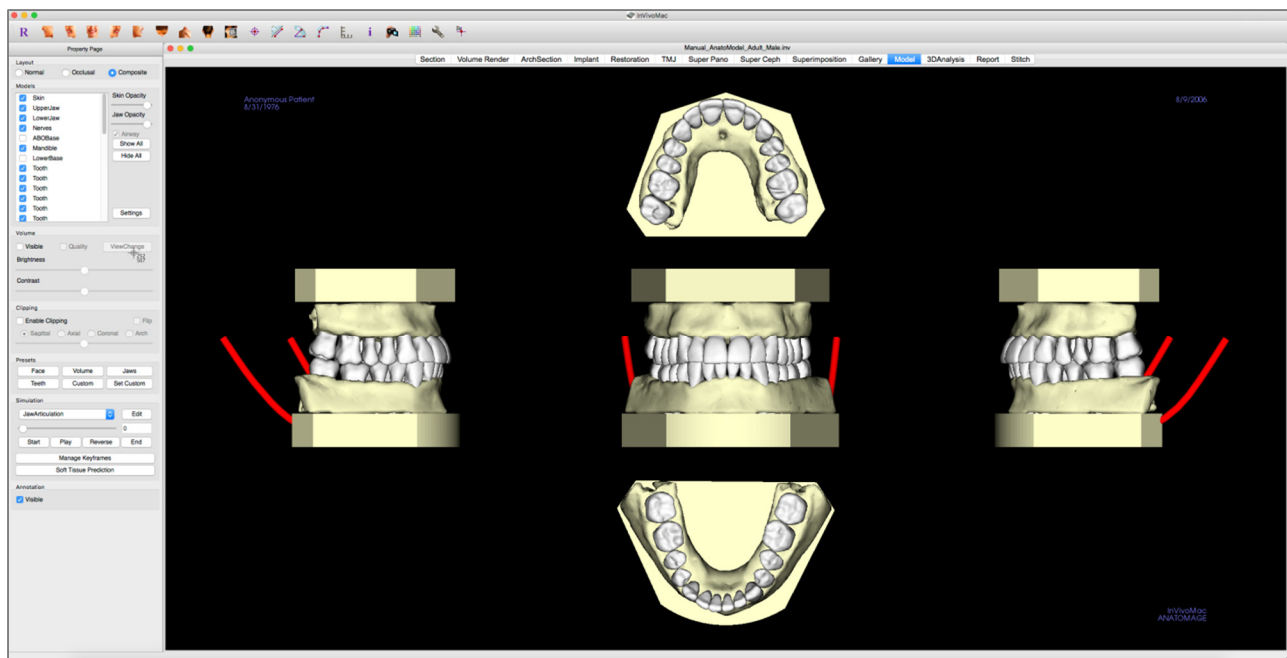 InVivoMac
R
i
Property Page
Manual_AnatoModel_Adult_Male.inv
Section Volume Render ArchSection Implant Restoration TMJ Super Pano Super Ceph Superimposition Gallery Model 3DAnalysis Report Stitch
Layout
Normal Occlusal Composite
Models
Skin
UpperJaw
LowerJaw
Nerves
ABOBase
Mandible
LowerBase
Tooth
Tooth
Tooth
Tooth
Tooth
Tooth
Skin Opacity
Jaw Opacity
Airway
Show All
Hide All
Settings
Volume
Visible Quality ViewChange
Brightness
Contrast
Clipping
Enable Clipping Flip
Sagittal Axial Coronal Arch
Presets
Face Volume Jaws
Teeth Custom Set Custom
Simulation
JawArticulation Edit
0
Start Play Reverse End
Manage Keyframes
Soft Tissue Prediction
Annotation
Visible
Anonymous Patient
8/31/1976
8/9/2006
InVivoMac
ANATOMAGE